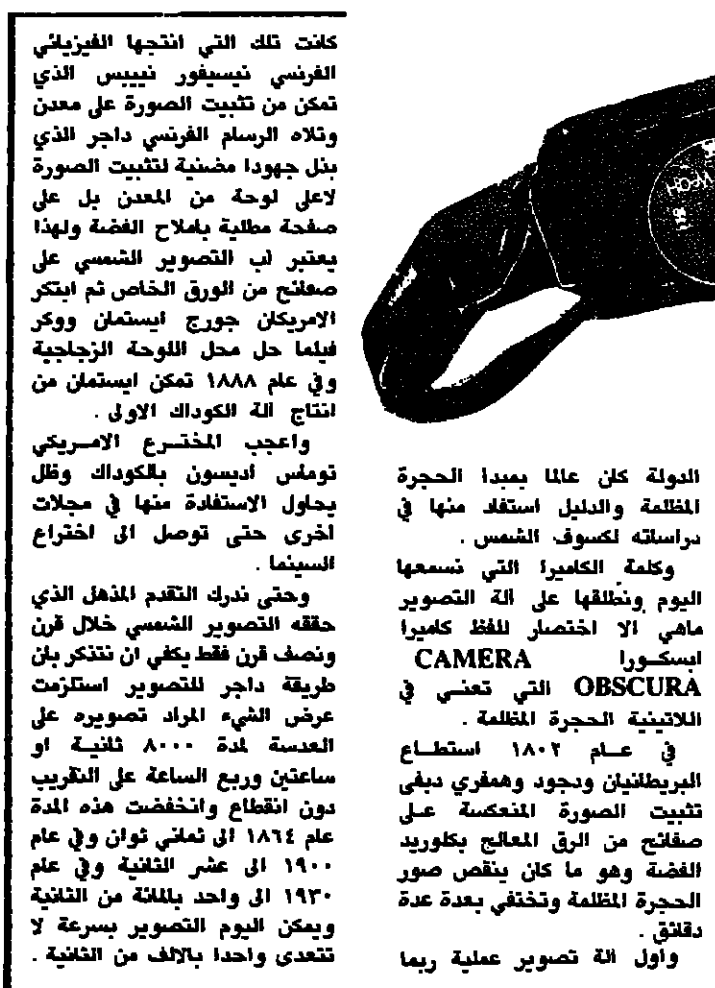 الدولة كان عالما بمبدا الحجرة
المظلمة والدليل استفاد منها في
دراساته لكسوف الشمس .
وكلمة الكاميرا التي نسمعها
اليوم ونطلقها على الة التصوير
ماهي الا اختصار للفظ كاميرا
ابسكورا CAMERA
OBSCURA التي تعني في
اللاتينية الحجرة المظلمة .
في عام ١٨٠٢ استطاع
البريطانيان ودجود وهمفري ديفى
تثبيت الصورة المنعكسة على
صفائح من الرق المعالج بكلوريد
الفضة وهو ما كان ينقص صور
الحجرة المظلمة وتختفي بعدة عدة
دقائق .
واول الة تصوير عملية ربما
كانت تلك التي انتجها الفيزيائي
الفرنسي نيسيفور نييبس الذي
تمكن من تثبيت الصورة على معدن
وتلاه الرسام الفرنسي داجر الذي
بذل جهودا مضنية لتثبيت الصورة
لاعلى لوحة من المعدن بل على
صفحة مطلية باملاح الفضة ولهذا
يعتبر اب التصوير الشمسي على
صفائح من الورق الخاص ثم ابتكر
الامريكان جورج ايستمان ووكر
فيلما حل محل اللوحة الزجاجية
وفي عام ١٨٨٨ تمكن ايستمان من
انتاج الة الكوداك الاولى .
واعجب المخترع الامريكي
توماس اديسون بالكوداك وظل
يحاول الاستفادة منها في مجلات
أخرى حتى توصل الى اختراع
السينما .
وحتى ندرك التقدم المذهل الذي
حققه التصوير الشمسي خلال قرن
ونصف قرن فقط يكفي ان نتذكر بان
طريقة داجر للتصوير استلزمت
عرض الشيء المراد تصويره على
العدسة لمدة ٨٠٠٠ ثانية او
ساعتين وربع الساعة على التقريب
دون انقطاع وانخفضت هذه المدة
عام ١٨٦٤ الى ثماني ثوان وفي عام
١٩٠٠ الى عشر الثانية وفي عام
١٩٣٠ الى واحد بالمائة من الثانية
ويمكن اليوم التصوير بسرعة لا
تتعدى واحدا بالالف من الثانية .